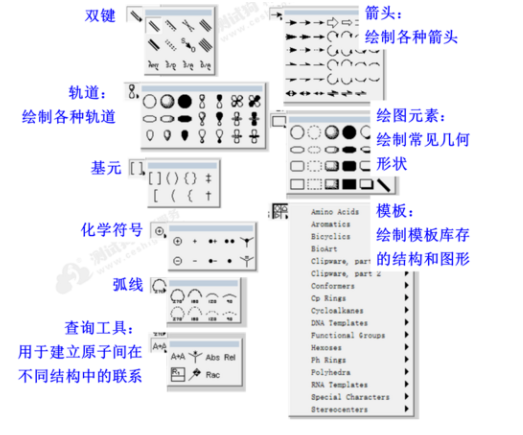 双键
箭头：
绘制各种箭头
轨道：
绘制各种轨道
绘图元素：
绘制常见几何
形状
基元
[ ] ( ) { } ‡
[ ( { †
模板：
绘制模板库存
的结构和图形
化学符号
弧线
270 180 120 90
查询工具：
用于建立原子间在
不同结构中的联系
A→A Abs Rel
R₁ Rac
Amino Acids
Aromatics
Bicyclics
BioArt
Clipware, part
Clipware, part 2
Conformers
Cp Rings
Cycloalkanes
DNA Templates
Functional Groups
Hexoses
Ph Rings
Polyhedra
RNA Templates
Special Characters
Stereocenters